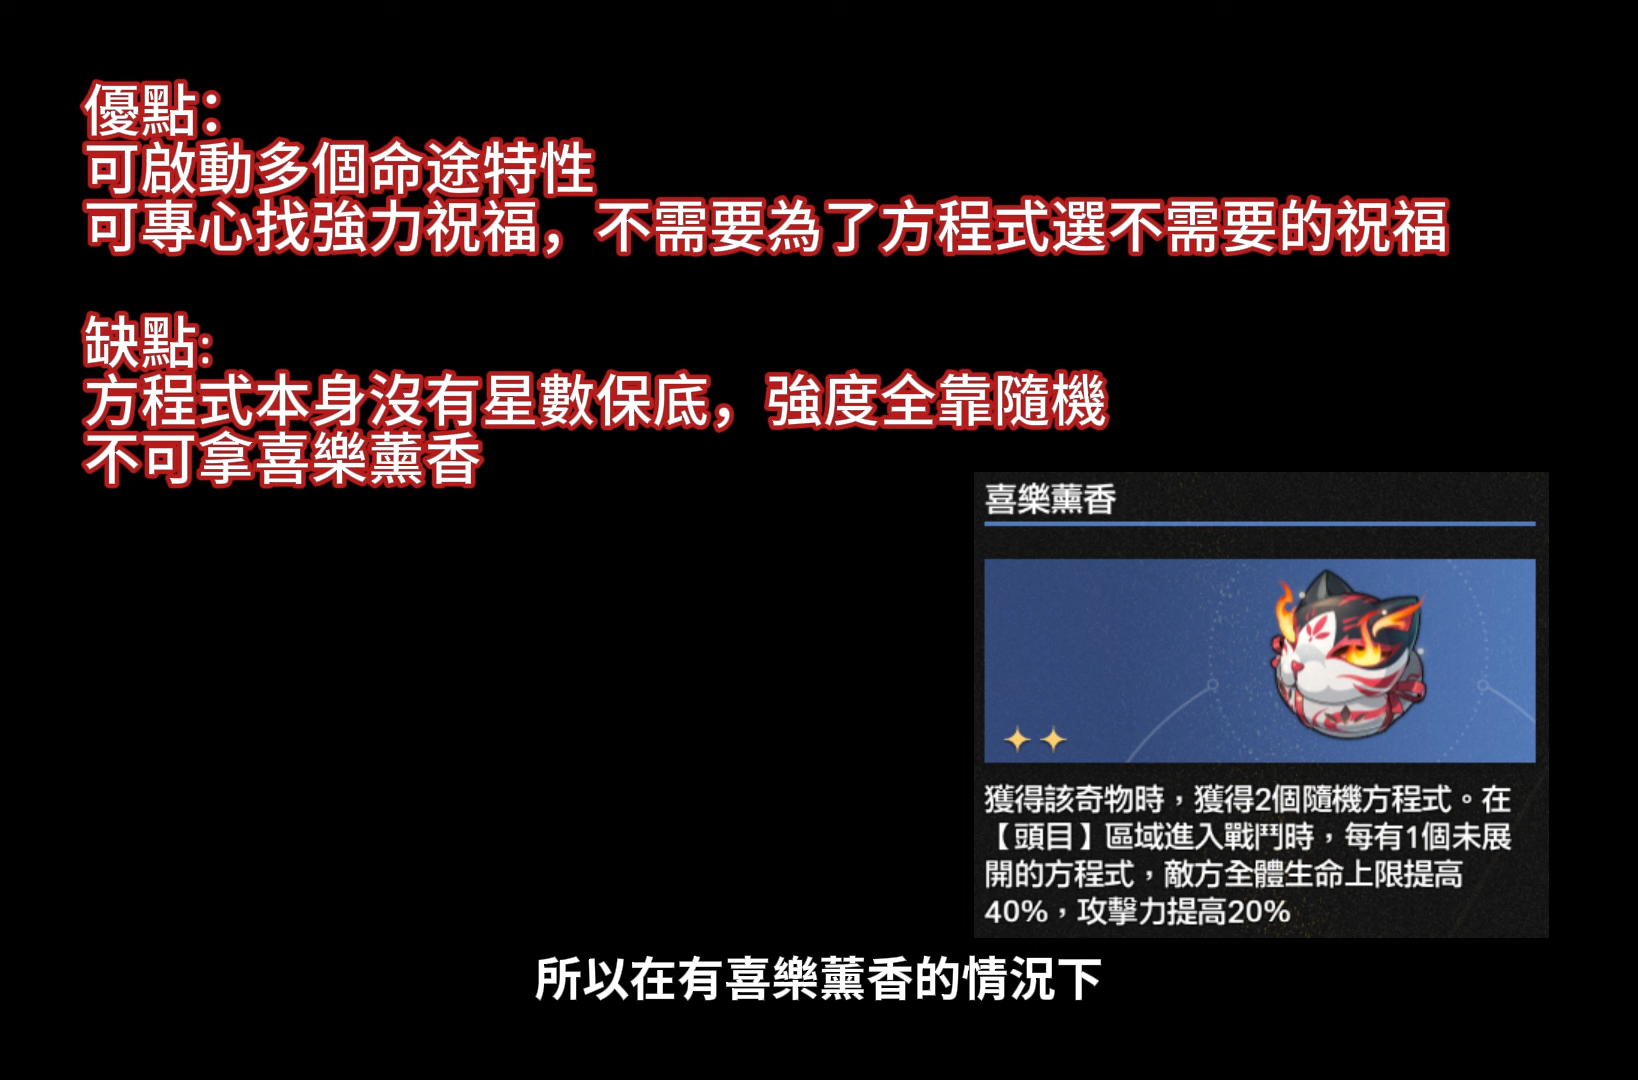 優點：
可啟動多個命途特性
可專心找強力祝福，不需要為了方程式選不需要的祝福
缺點:
方程式本身沒有星數保底，強度全靠隨機
不可拿喜樂薰香
喜樂薰香
獲得該奇物時，獲得2個隨機方程式。在
【頭目】區域進入戰鬥時，每有1個未展
開的方程式，敵方全體生命上限提高
40%，攻擊力提高20%
所以在有喜樂薰香的情況下